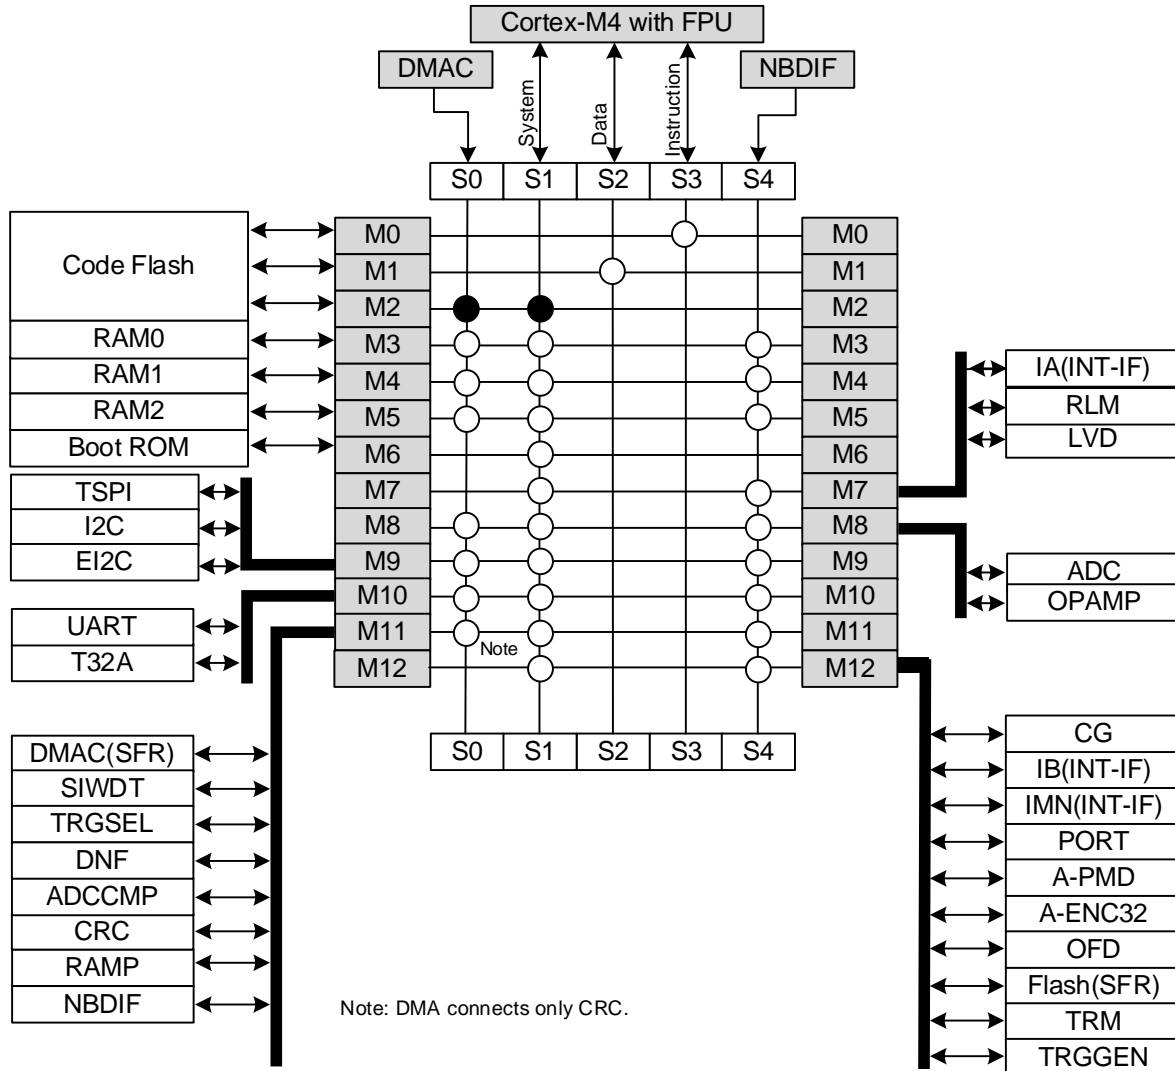 Cortex-M4 with FPU
DMAC
NBDIF
System
Data
Instruction
S0 S1 S2 S3 S4
Code Flash
RAM0
RAM1
RAM2
Boot ROM
TSPI
I2C
EI2C
UART
T32A
DMAC(SFR)
SIWDT
TRGSEL
DNF
ADCCMP
CRC
RAMP
NBDIF
M0
M1
M2
M3
M4
M5
M6
M7
M8
M9
M10
M11
M12
Note
M0
M1
M2
M3
M4
M5
M6
M7
M8
M9
M10
M11
M12
S0 S1 S2 S3 S4
IA(INT-IF)
RLM
LVD
ADC
OPAMP
CG
IB(INT-IF)
IMN(INT-IF)
PORT
A-PMD
A-ENC32
OFD
Flash(SFR)
TRM
TRGGEN
Note: DMA connects only CRC.